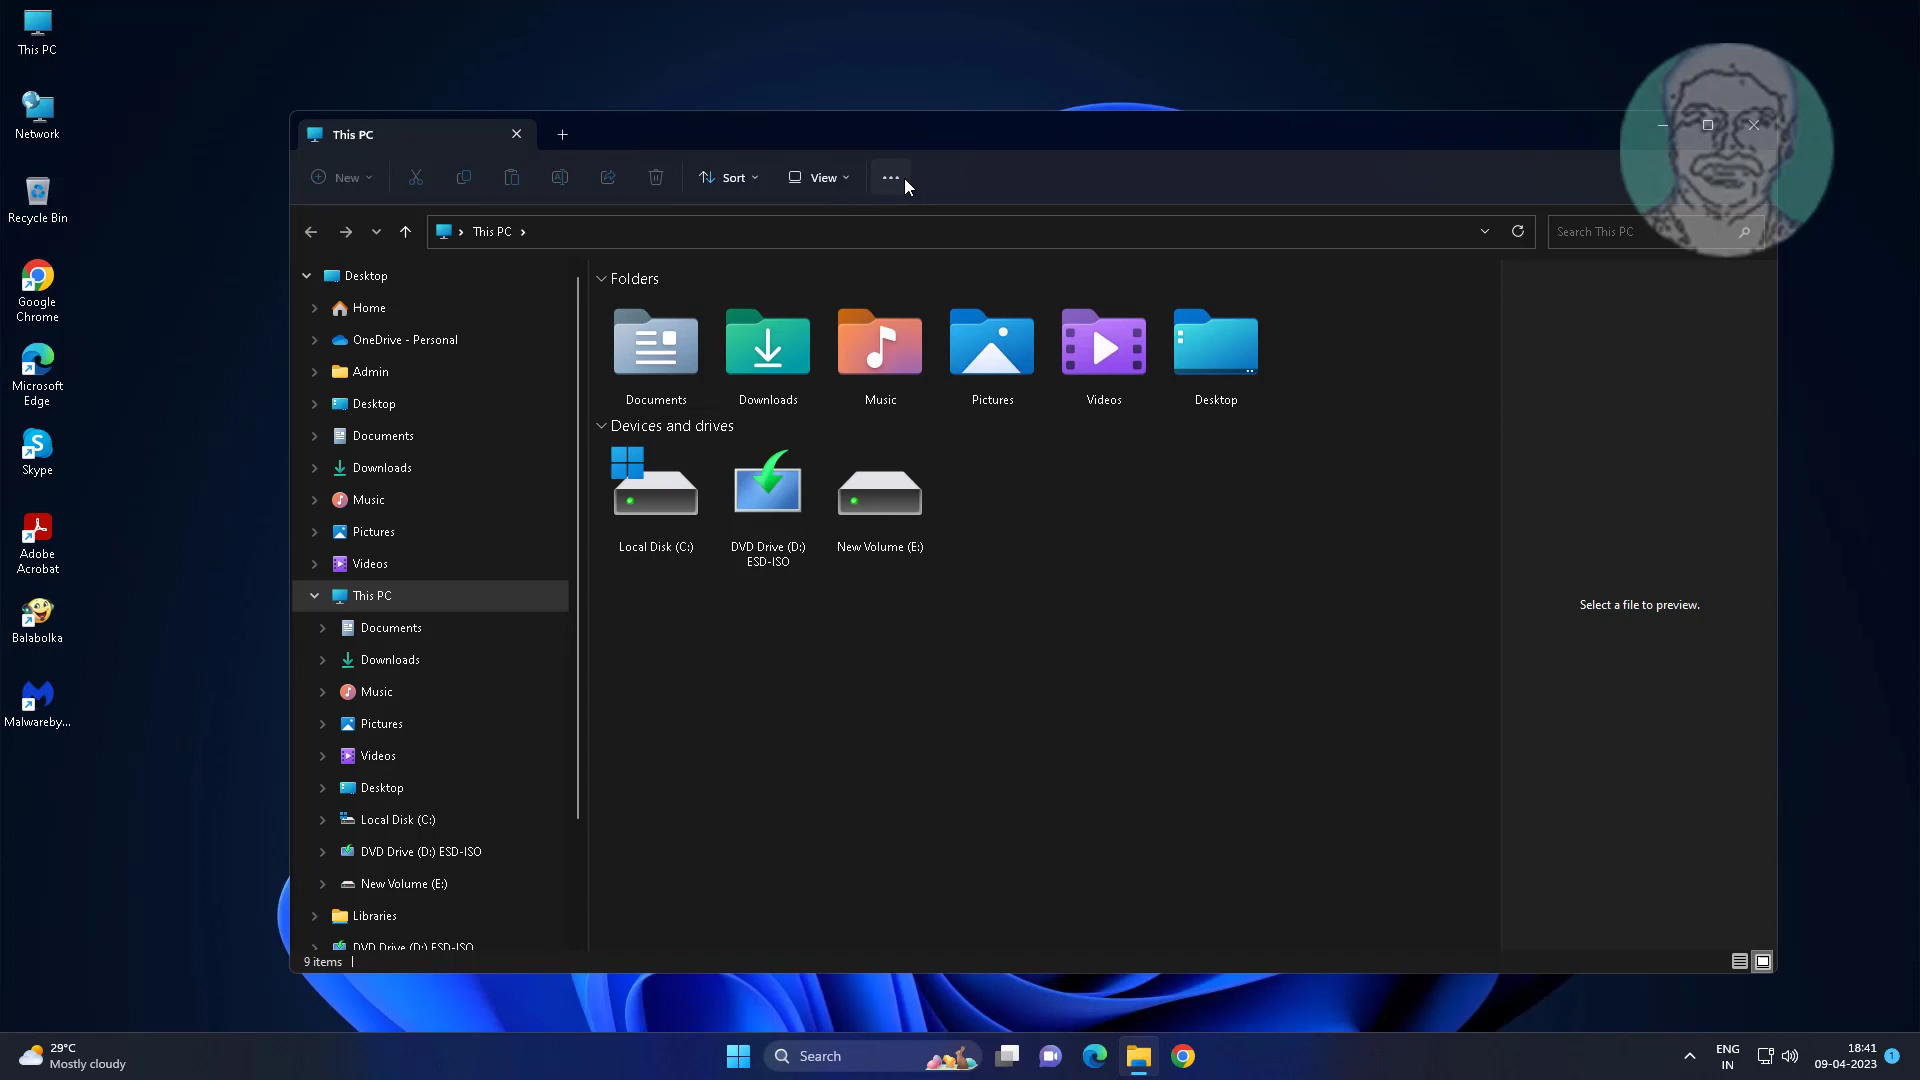 This PC
Network
Recycle Bin
Google
Chrome
Microsoft
Edge
Skype
Adobe
Acrobat
Balabolka
Malwareby...
This PC
New
Sort
View
This PC
Search This PC
Desktop
Home
OneDrive - Personal
Admin
Desktop
Documents
Downloads
Music
Pictures
Videos
This PC
Documents
Downloads
Music
Pictures
Videos
Desktop
Local Disk (C:)
DVD Drive (D:) ESD-ISO
New Volume (E:)
Libraries
DVD Drive (D:) ESD-ISO
9 items
Folders
Documents
Downloads
Music
Pictures
Videos
Desktop
Devices and drives
Local Disk (C:)
DVD Drive (D:)
ESD-ISO
New Volume (E:)
Select a file to preview.
29°C
Mostly cloudy
Search
ENG
IN
18:41
09-04-2023
1